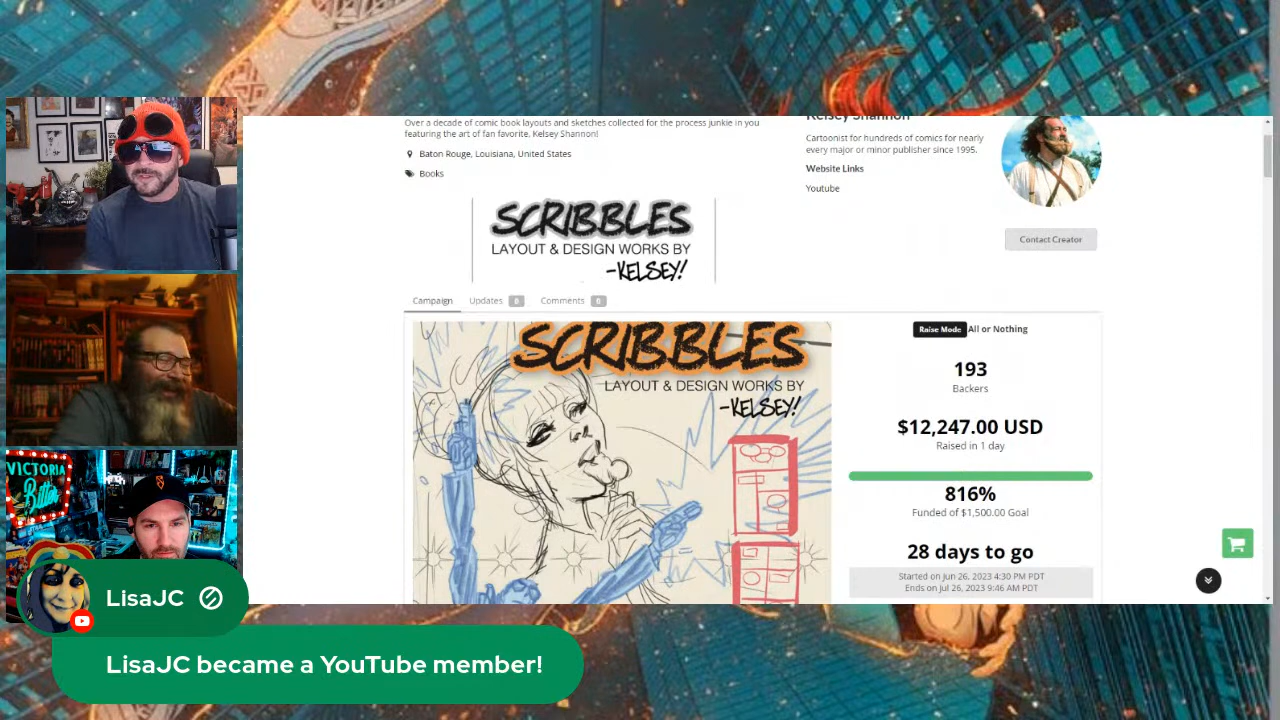 Over a decade of comic book layouts and sketches collected for the process junkie in you
featuring the art of fan favorite, Kelsey Shannon!
Baton Rouge, Louisiana, United States
Books
Kelsey Shannon
Cartoonist for hundreds of comics for nearly
every major or minor publisher since 1995.
Website Links
Youtube
Contact Creator
SCRIBBLES
LAYOUT & DESIGN WORKS BY
-KELSEY!
Campaign Updates 0 Comments 0
SCRIBBLES
LAYOUT & DESIGN WORKS BY
-KELSEY!
Raise Mode All or Nothing
193
Backers
$12,247.00 USD
Raised in 1 day
816%
Funded of $1,500.00 Goal
28 days to go
Started on Jun 26, 2023 4:30 PM PDT
Ends on Jul 26, 2023 9:46 AM PDT
VICTORIA
Bitter
LisaJC
LisaJC became a YouTube member!